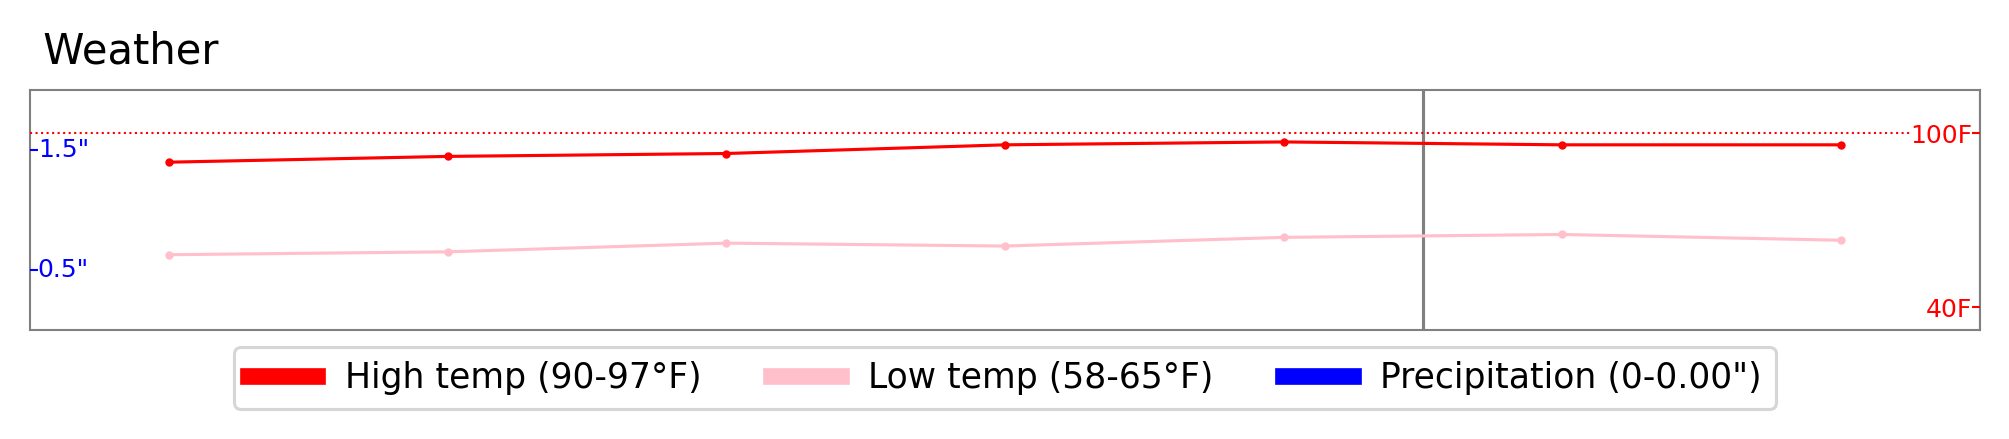 Weather
1.5"
100F
0.5"
40F
High temp (90-97°F) Low temp (58-65°F) Precipitation (0-0.00")